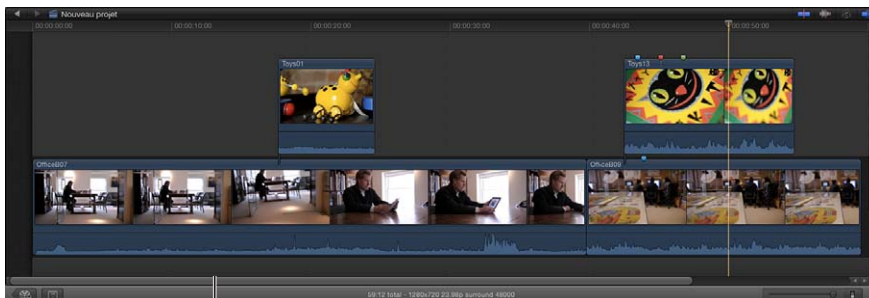 Nouveau projet
00:00:00:00 00:00:10:00 00:00:20:00 00:00:30:00 00:00:40:00 00:00:50:00
Toys01 Toys13
OfficeB07 OfficeB09
59:12 total - 1280x720 23.98p surround 48000